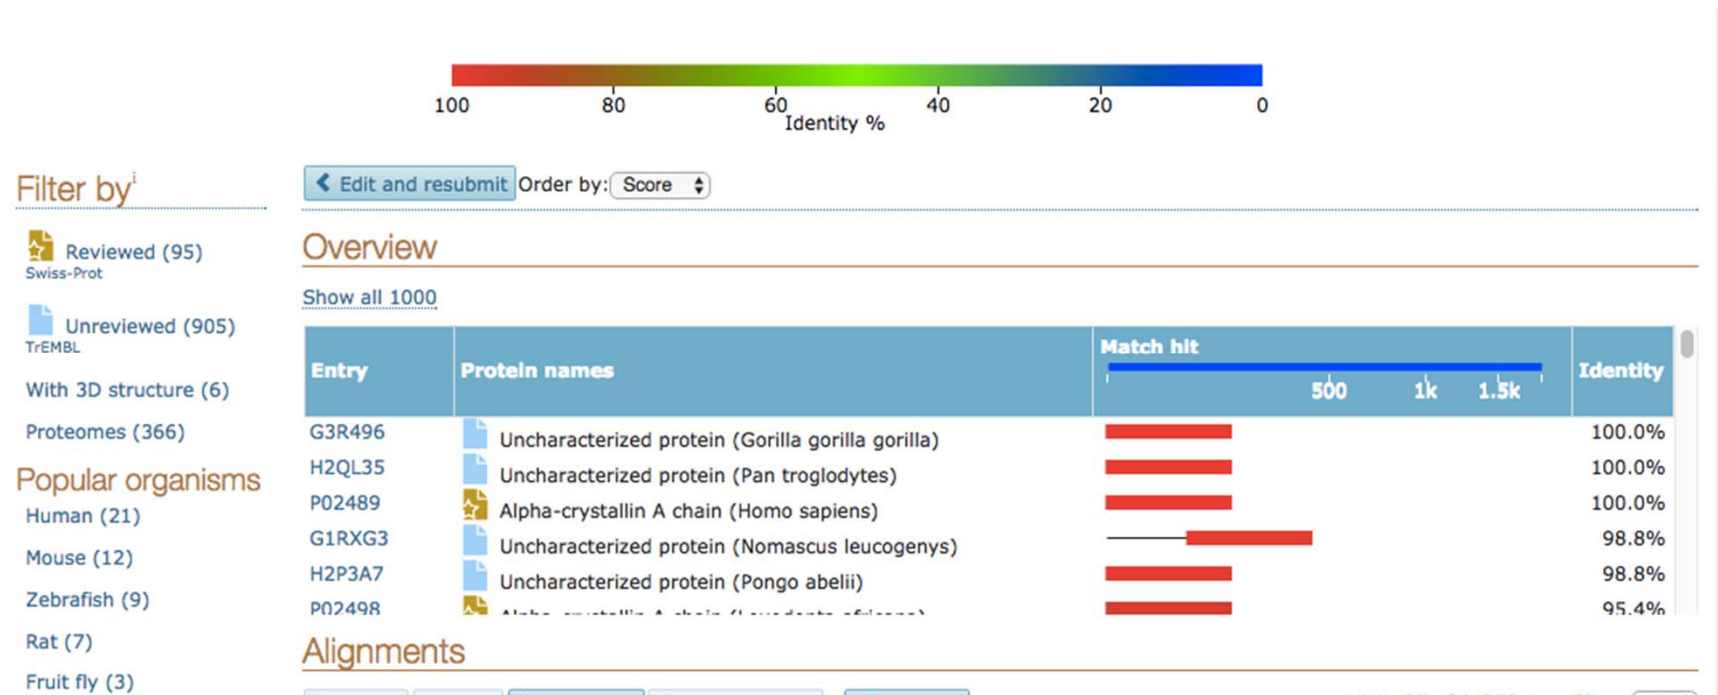 100 80 60 40 20 0
Identity %
Filter by i
Reviewed (95)
Swiss-Prot
Unreviewed (905)
TrEMBL
With 3D structure (6)
Proteomes (366)
Popular organisms
Human (21)
Mouse (12)
Zebrafish (9)
Rat (7)
Fruit fly (3)
Edit and resubmit Order by: Score
Overview
Show all 1000
Entry Protein names Match hit 500 1k 1.5k Identity
G3R496 Uncharacterized protein (Gorilla gorilla gorilla) 100.0%
H2QL35 Uncharacterized protein (Pan troglodytes) 100.0%
P02489 Alpha-crystallin A chain (Homo sapiens) 100.0%
G1RXG3 Uncharacterized protein (Nomascus leucogenys) 98.8%
H2P3A7 Uncharacterized protein (Pongo abelii) 98.8%
P02498 Alpha-crystallin A chain (Loxodonta africana) 95.4%
Alignments